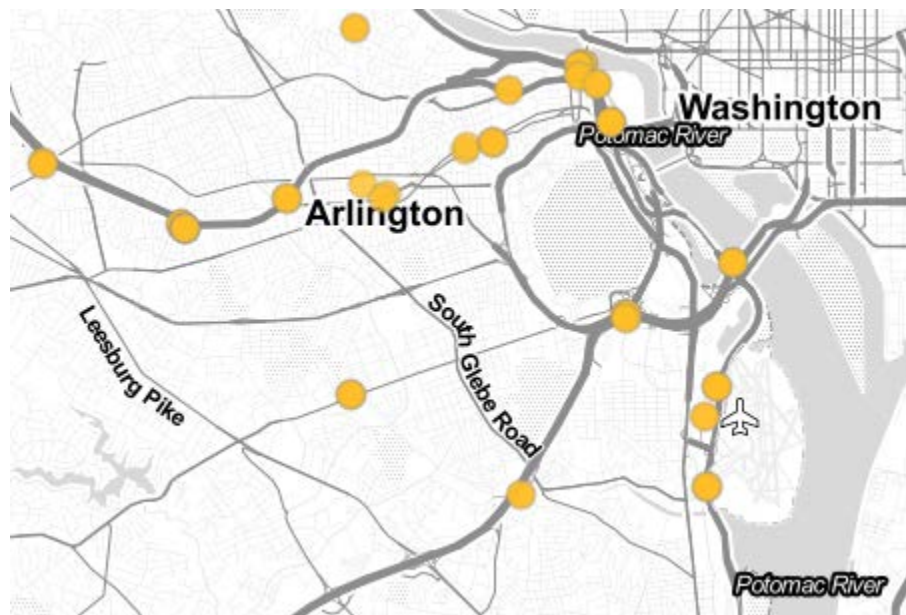 Washington
Potomac River
Arlington
Leesburg Pike
South Glebe Road
Potomac River